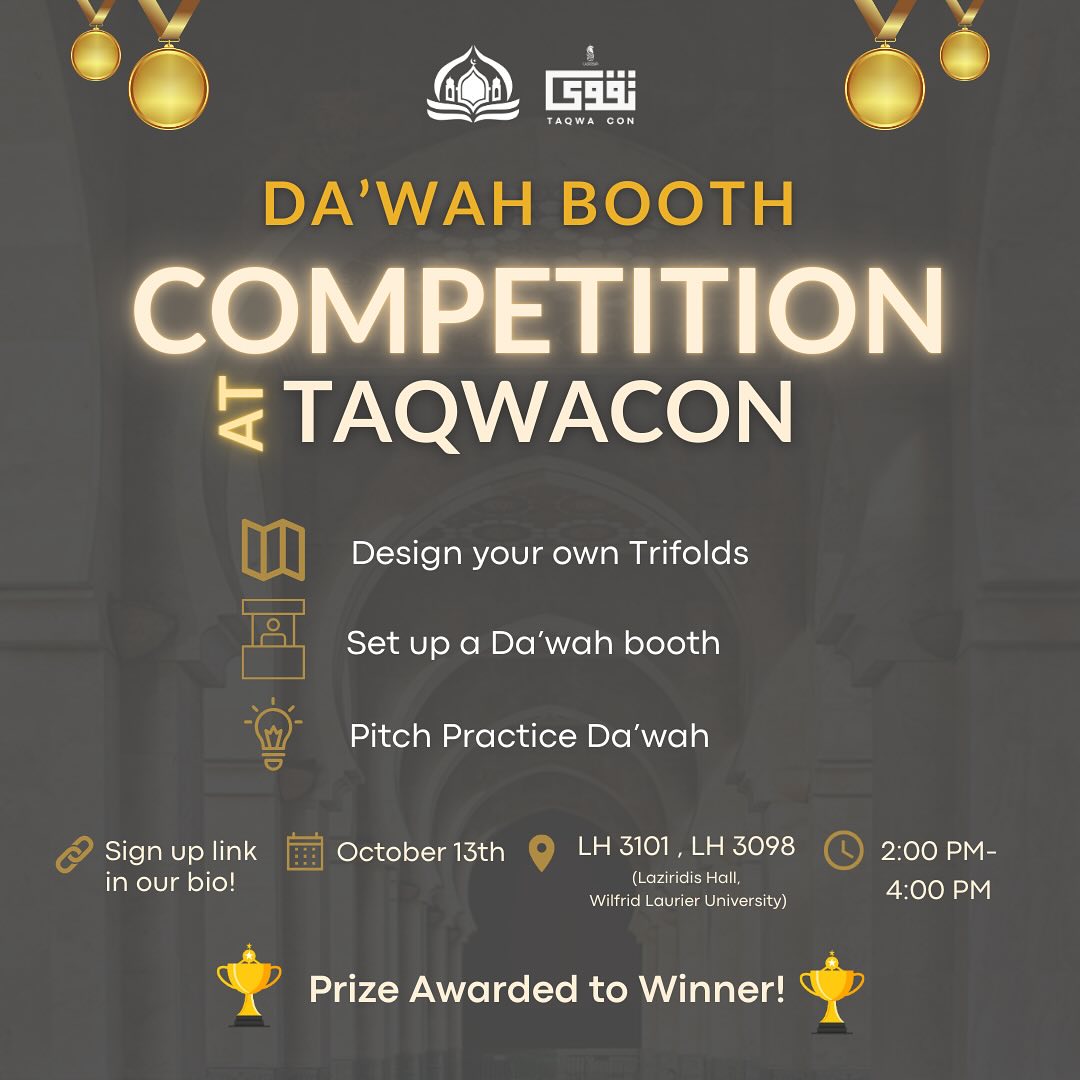 تقوى
TAQWA CON
DA’WAH BOOTH
COMPETITION
AT TAQWACON
Design your own Trifolds
Set up a Da’wah booth
Pitch Practice Da’wah
Sign up link
in our bio!
October 13th
LH 3101 , LH 3098
(Laziridis Hall,
Wilfrid Laurier University)
2:00 PM-
4:00 PM
Prize Awarded to Winner!